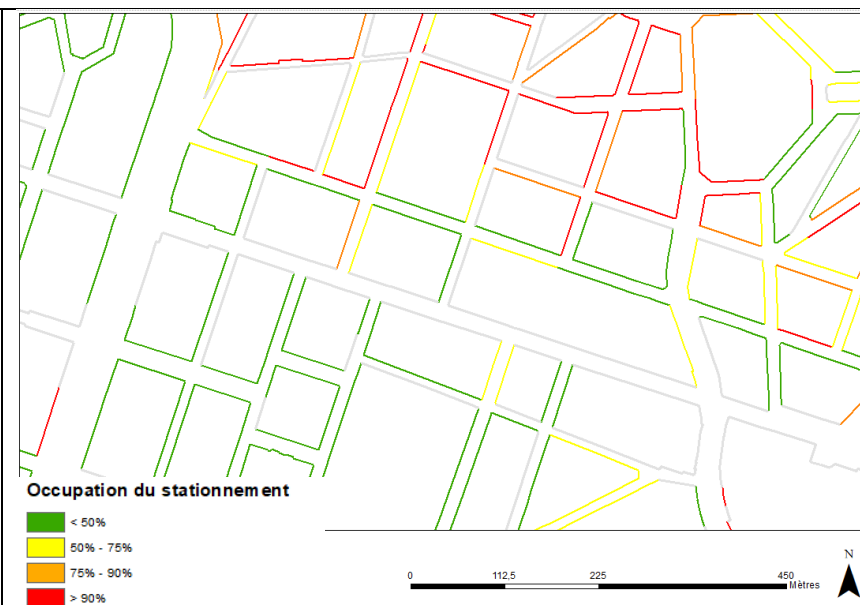 Occupation du stationnement
< 50%
50% - 75%
75% - 90%
> 90%
0 112,5 225 450
Mètres
N